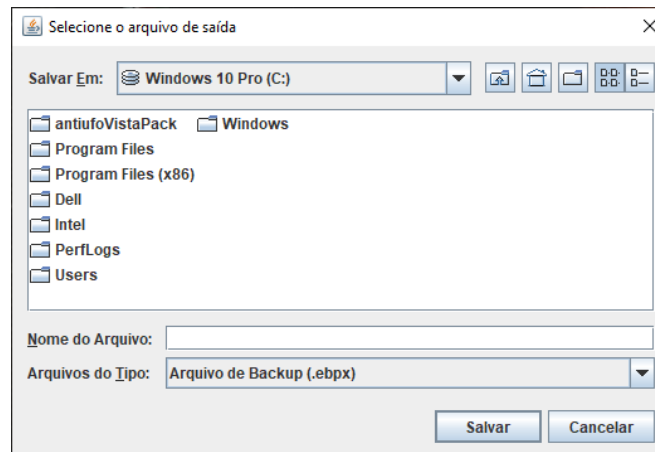 Selecione o arquivo de saída
Salvar Em: Windows 10 Pro (C:)
antiufoVistaPack Windows
Program Files
Program Files (x86)
Dell
Intel
PerfLogs
Users
Nome do Arquivo:
Arquivos do Tipo: Arquivo de Backup (.ebpx)
Salvar Cancelar